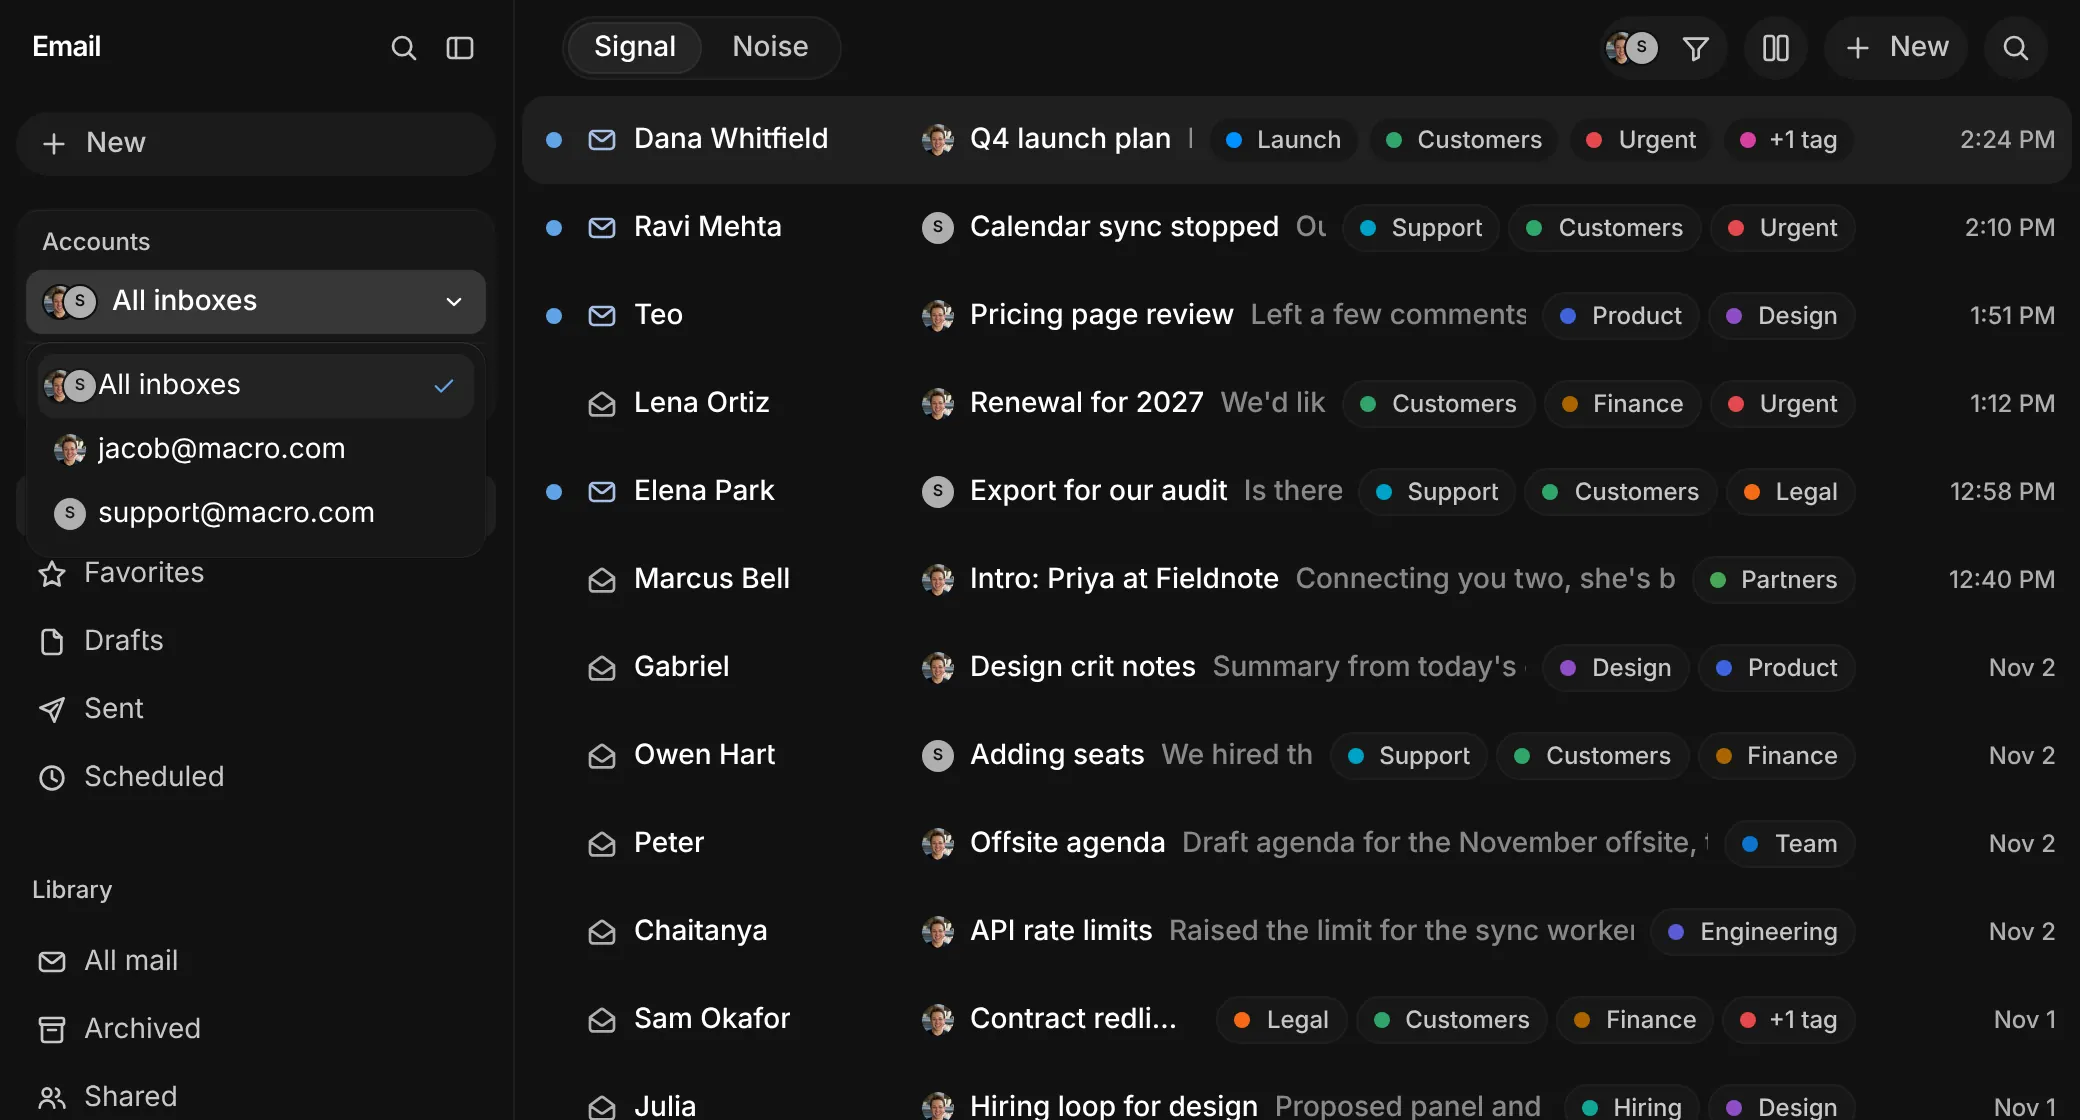 Email
New
Accounts
S All inboxes
S All inboxes
jacob@macro.com
S support@macro.com
Favorites
Drafts
Sent
Scheduled
Library
All mail
Archived
Shared
Signal Noise S New
Dana Whitfield Q4 launch plan Launch Customers Urgent +1 tag 2:24 PM
Ravi Mehta S Calendar sync stopped Support Customers Urgent 2:10 PM
Teo Pricing page review Left a few comments Product Design 1:51 PM
Lena Ortiz Renewal for 2027 We'd lik Customers Finance Urgent 1:12 PM
Elena Park S Export for our audit Is there Support Customers Legal 12:58 PM
Marcus Bell Intro: Priya at Fieldnote Connecting you two, she's b Partners 12:40 PM
Gabriel Design crit notes Summary from today's Design Product Nov 2
Owen Hart S Adding seats We hired th Support Customers Finance Nov 2
Peter Offsite agenda Draft agenda for the November offsite, Team Nov 2
Chaitanya API rate limits Raised the limit for the sync worker Engineering Nov 2
Sam Okafor Contract redli... Legal Customers Finance +1 tag Nov 1
Julia Hiring loop for design Proposed panel and Hiring Design Nov 1